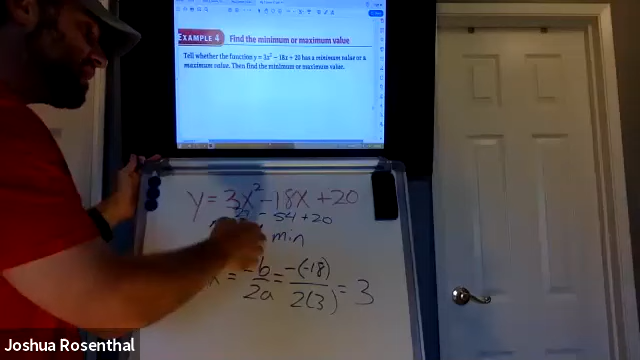 EXAMPLE 4 Find the minimum or maximum value
Tell whether the function y = 3x² − 18x + 20 has a minimum value or a
maximum value. Then find the minimum or maximum value.
y = 3x² - 18x + 20
27 - 54 + 20
min
x = -b/2a = -(-18)/2(3) = 3
Joshua Rosenthal